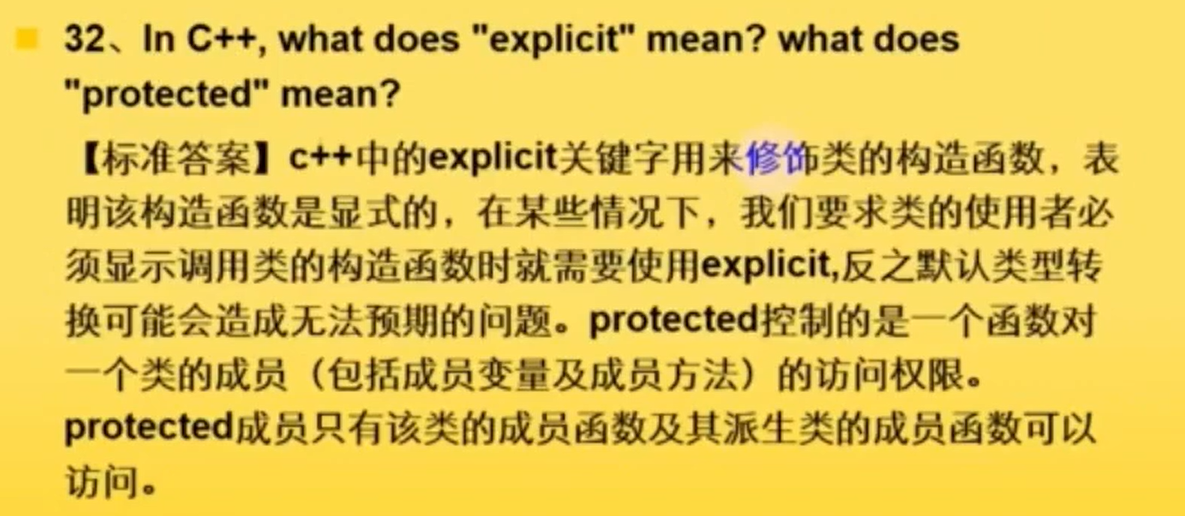 32、In C++, what does "explicit" mean? what does
"protected" mean?
【标准答案】c++中的explicit关键字用来修饰类的构造函数，表
明该构造函数是显式的，在某些情况下，我们要求类的使用者必
须显示调用类的构造函数时就需要使用explicit,反之默认类型转
换可能会造成无法预期的问题。protected控制的是一个函数对
一个类的成员（包括成员变量及成员方法）的访问权限。
protected成员只有该类的成员函数及其派生类的成员函数可以
访问。